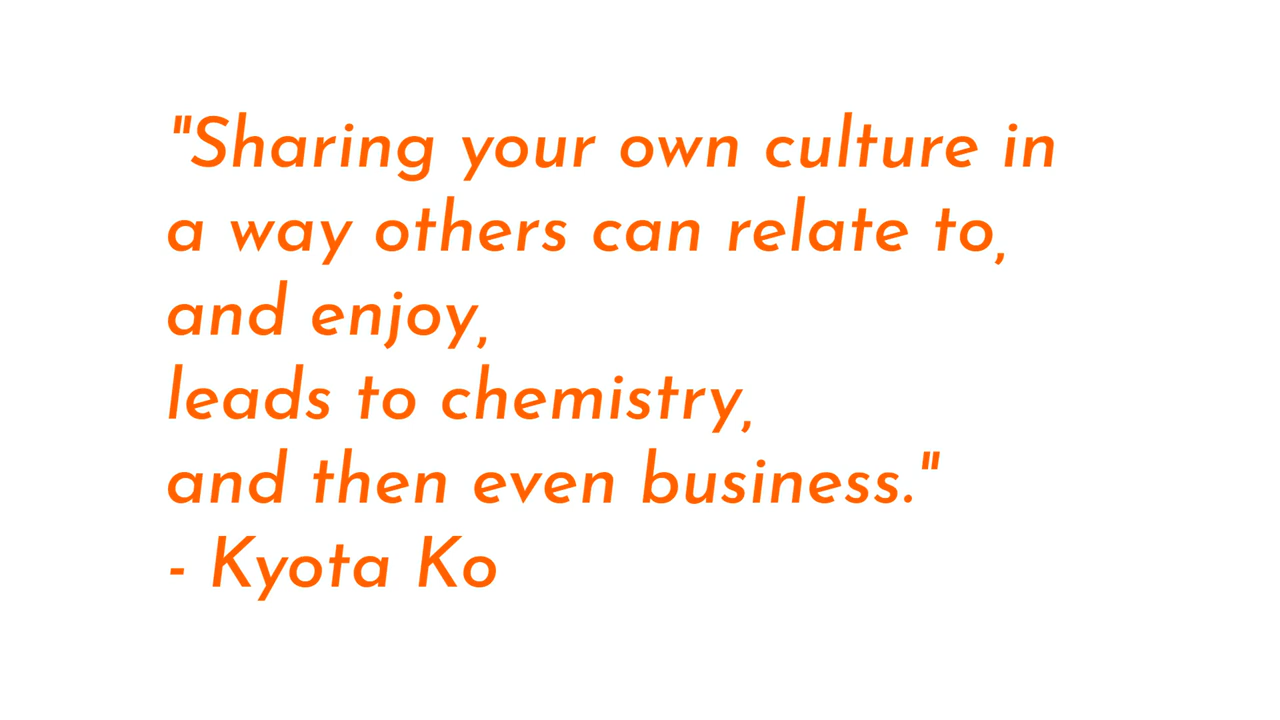 "Sharing your own culture in
a way others can relate to,
and enjoy,
leads to chemistry,
and then even business."
- Kyota Ko